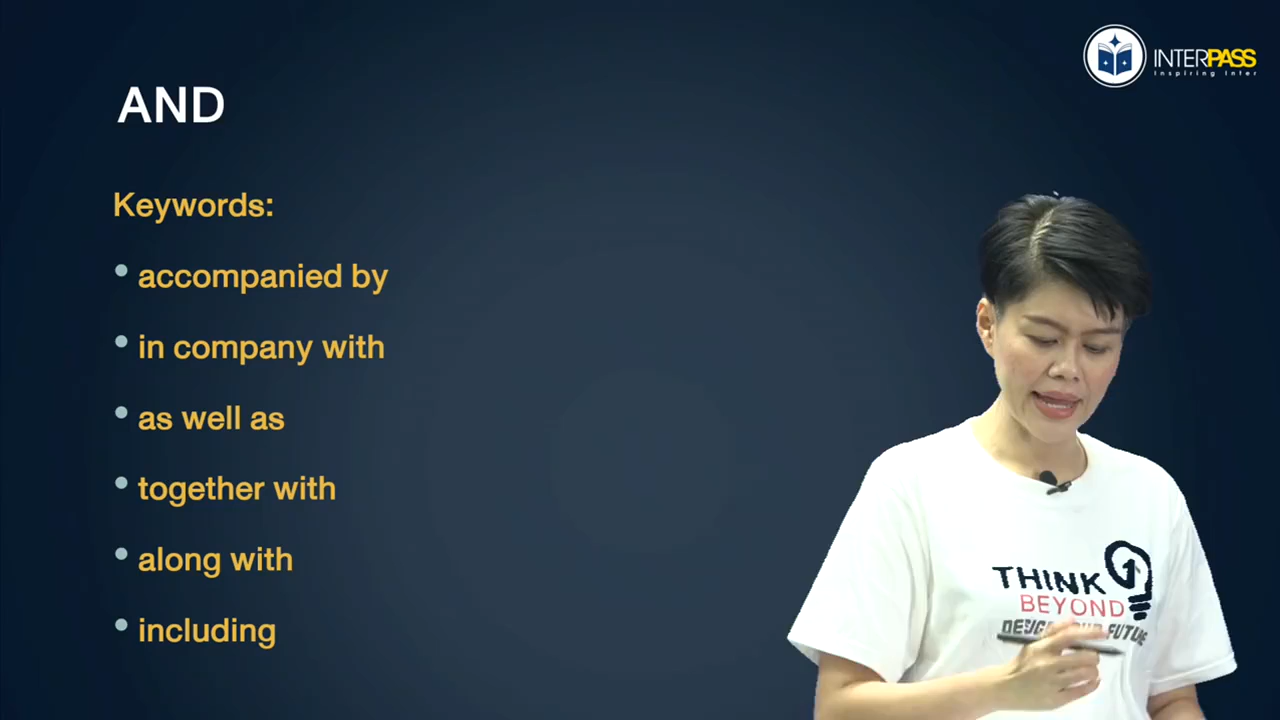 INTERPASS
Inspiring Inter
AND
Keywords:
• accompanied by
• in company with
• as well as
• together with
• along with
• including
THINK
BEYOND